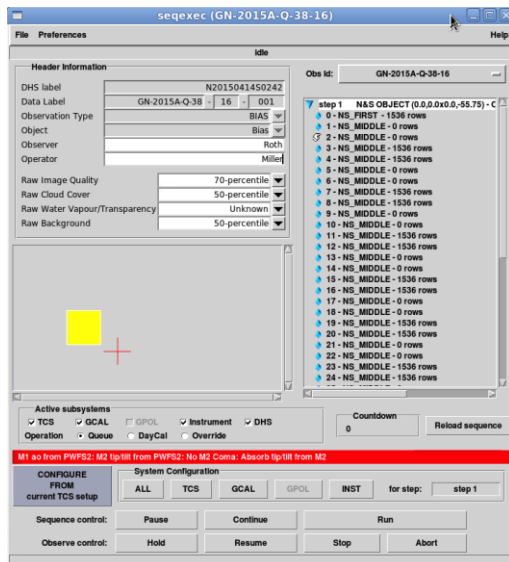 seqexec (GN-2015A-Q-38-16)
File Preferences Help
Idle
Header Information
DHS label N20150414S0242
Data Label GN-2015A-Q-38 - 16 - 001
Observation Type BIAS
Object Bias
Observer Roth
Operator Miller
Raw Image Quality 70-percentile
Raw Cloud Cover 50-percentile
Raw Water Vapour/Transparency Unknown
Raw Background 50-percentile
Obs Id: GN-2015A-Q-38-16
step 1 N&S OBJECT (0.0,0.0x0.0,-55.75) - C
0 - NS_FIRST - 1536 rows
1 - NS_MIDDLE - 0 rows
2 - NS_MIDDLE - 0 rows
3 - NS_MIDDLE - 1536 rows
4 - NS_MIDDLE - 1536 rows
5 - NS_MIDDLE - 0 rows
6 - NS_MIDDLE - 0 rows
7 - NS_MIDDLE - 1536 rows
8 - NS_MIDDLE - 1536 rows
9 - NS_MIDDLE - 0 rows
10 - NS_MIDDLE - 0 rows
11 - NS_MIDDLE - 1536 rows
12 - NS_MIDDLE - 1536 rows
13 - NS_MIDDLE - 0 rows
14 - NS_MIDDLE - 0 rows
15 - NS_MIDDLE - 1536 rows
16 - NS_MIDDLE - 1536 rows
17 - NS_MIDDLE - 0 rows
18 - NS_MIDDLE - 0 rows
19 - NS_MIDDLE - 1536 rows
20 - NS_MIDDLE - 1536 rows
21 - NS_MIDDLE - 0 rows
22 - NS_MIDDLE - 0 rows
23 - NS_MIDDLE - 1536 rows
24 - NS_MIDDLE - 1536 rows
Active subsystems
TCS GCAL GPOL Instrument DHS
Operation Queue DayCal Override
Countdown
0
Reload sequence
M1 ao from PWFS2: M2 tip/tilt from PWFS2: No M2 Coma: Absorb tip/tilt from M2
CONFIGURE
FROM
current TCS setup
System Configuration
ALL TCS GCAL GPOL INST for step: step 1
Sequence control: Pause Continue Run
Observe control: Hold Resume Stop Abort